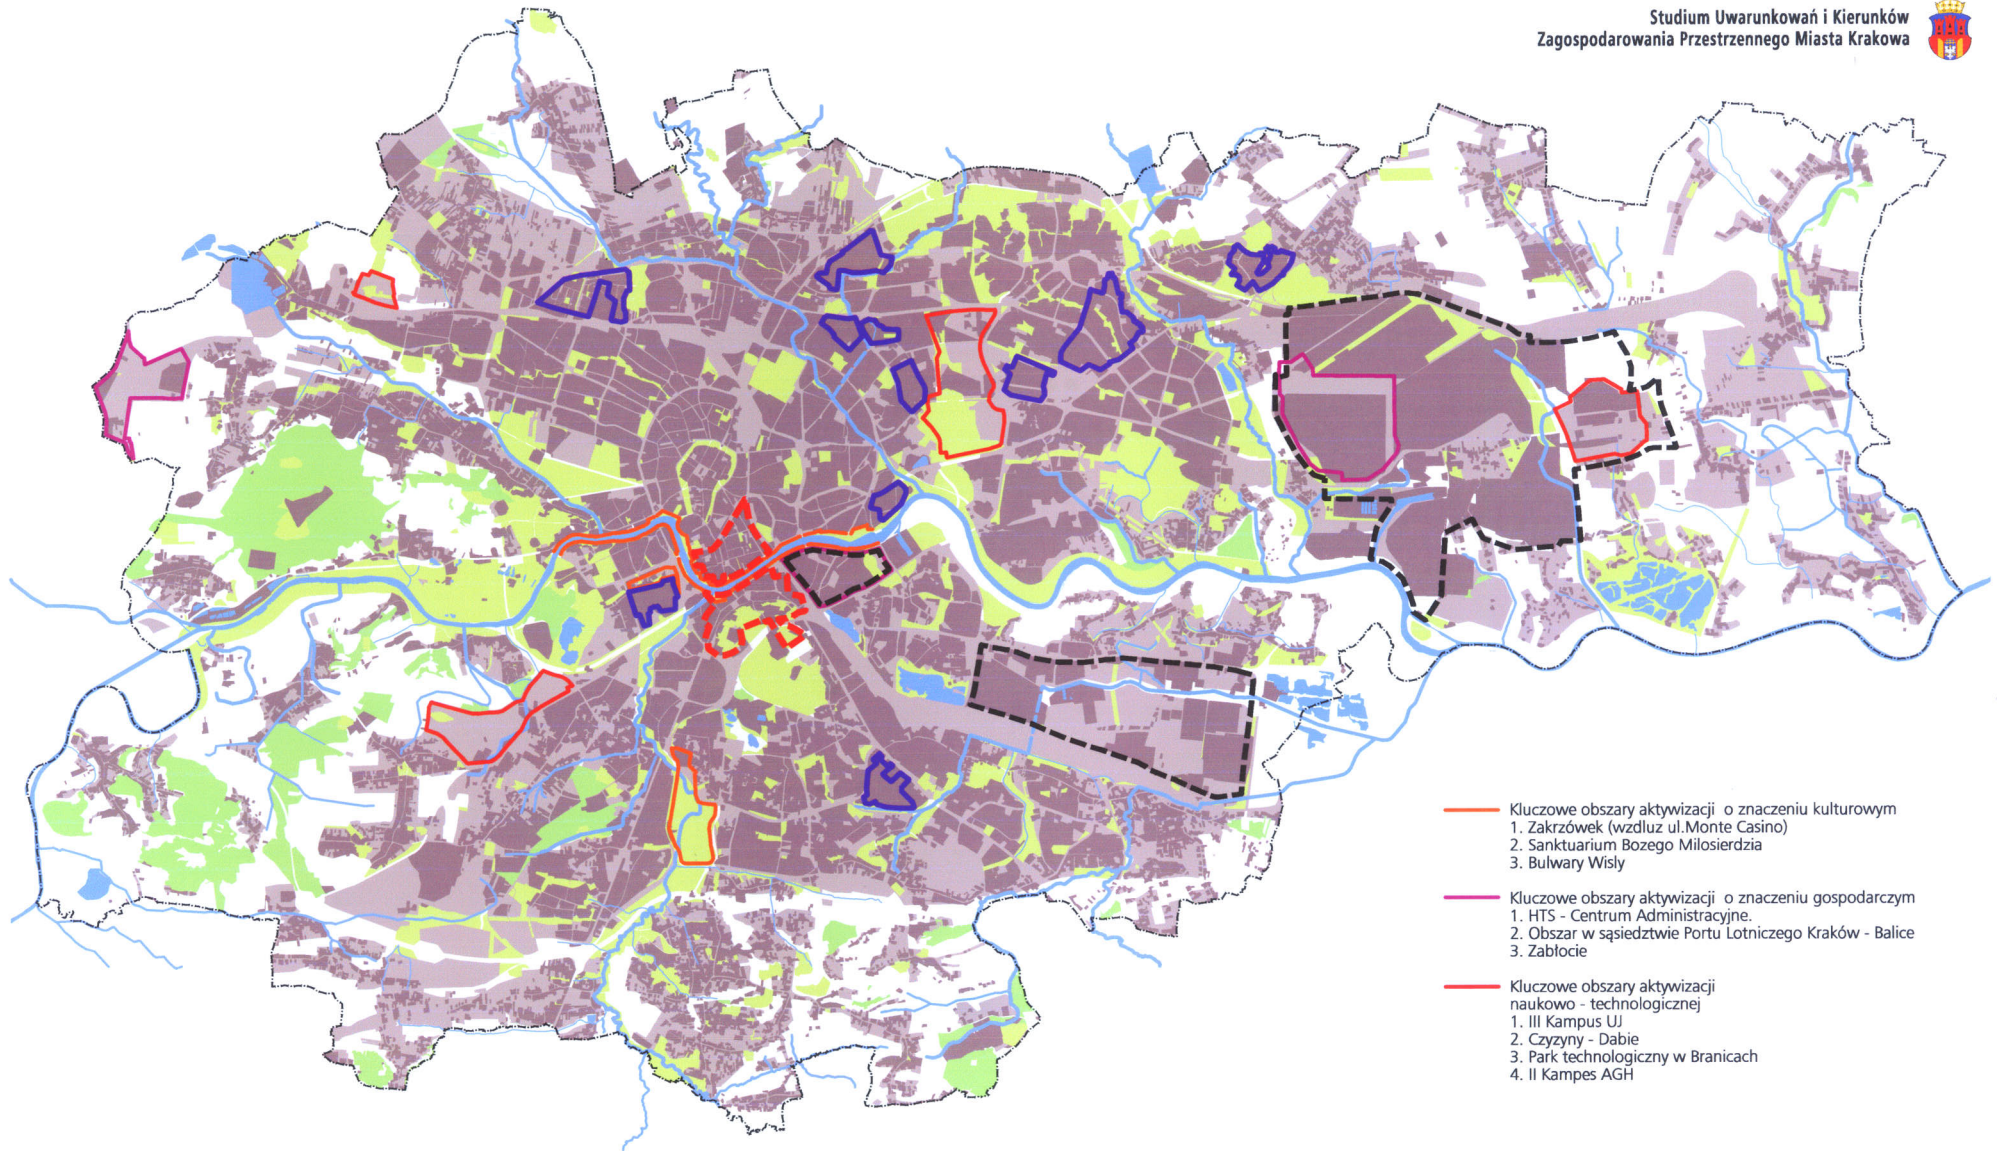 Studium Uwarunkowań i Kierunków
Zagospodarowania Przestrzennego Miasta Krakowa
Kluczowe obszary aktywizacji o znaczeniu kulturowym
1. Zakrzówek (wzdluz ul.Monte Casino)
2. Sanktuarium Bozego Milosierdzia
3. Bulwary Wisly
Kluczowe obszary aktywizacji o znaczeniu gospodarczym
1. HTS - Centrum Administracyjne.
2. Obszar w sąsiedztwie Portu Lotniczego Kraków - Balice
3. Zabłocie
Kluczowe obszary aktywizacji
naukowo - technologicznej
1. III Kampus UJ
2. Czyzyny - Dabie
3. Park technologiczny w Branicach
4. II Kampes AGH